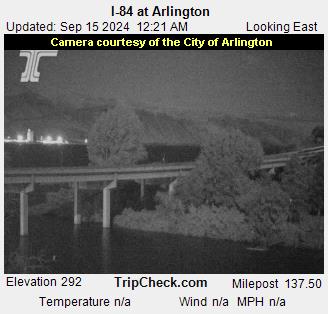 I-84 at Arlington
Updated: Sep 15 2024 12:21 AM Looking East
Camera courtesy of the City of Arlington
Elevation 292 TripCheck.com Milepost 137.50
Temperature n/a Wind n/a MPH n/a